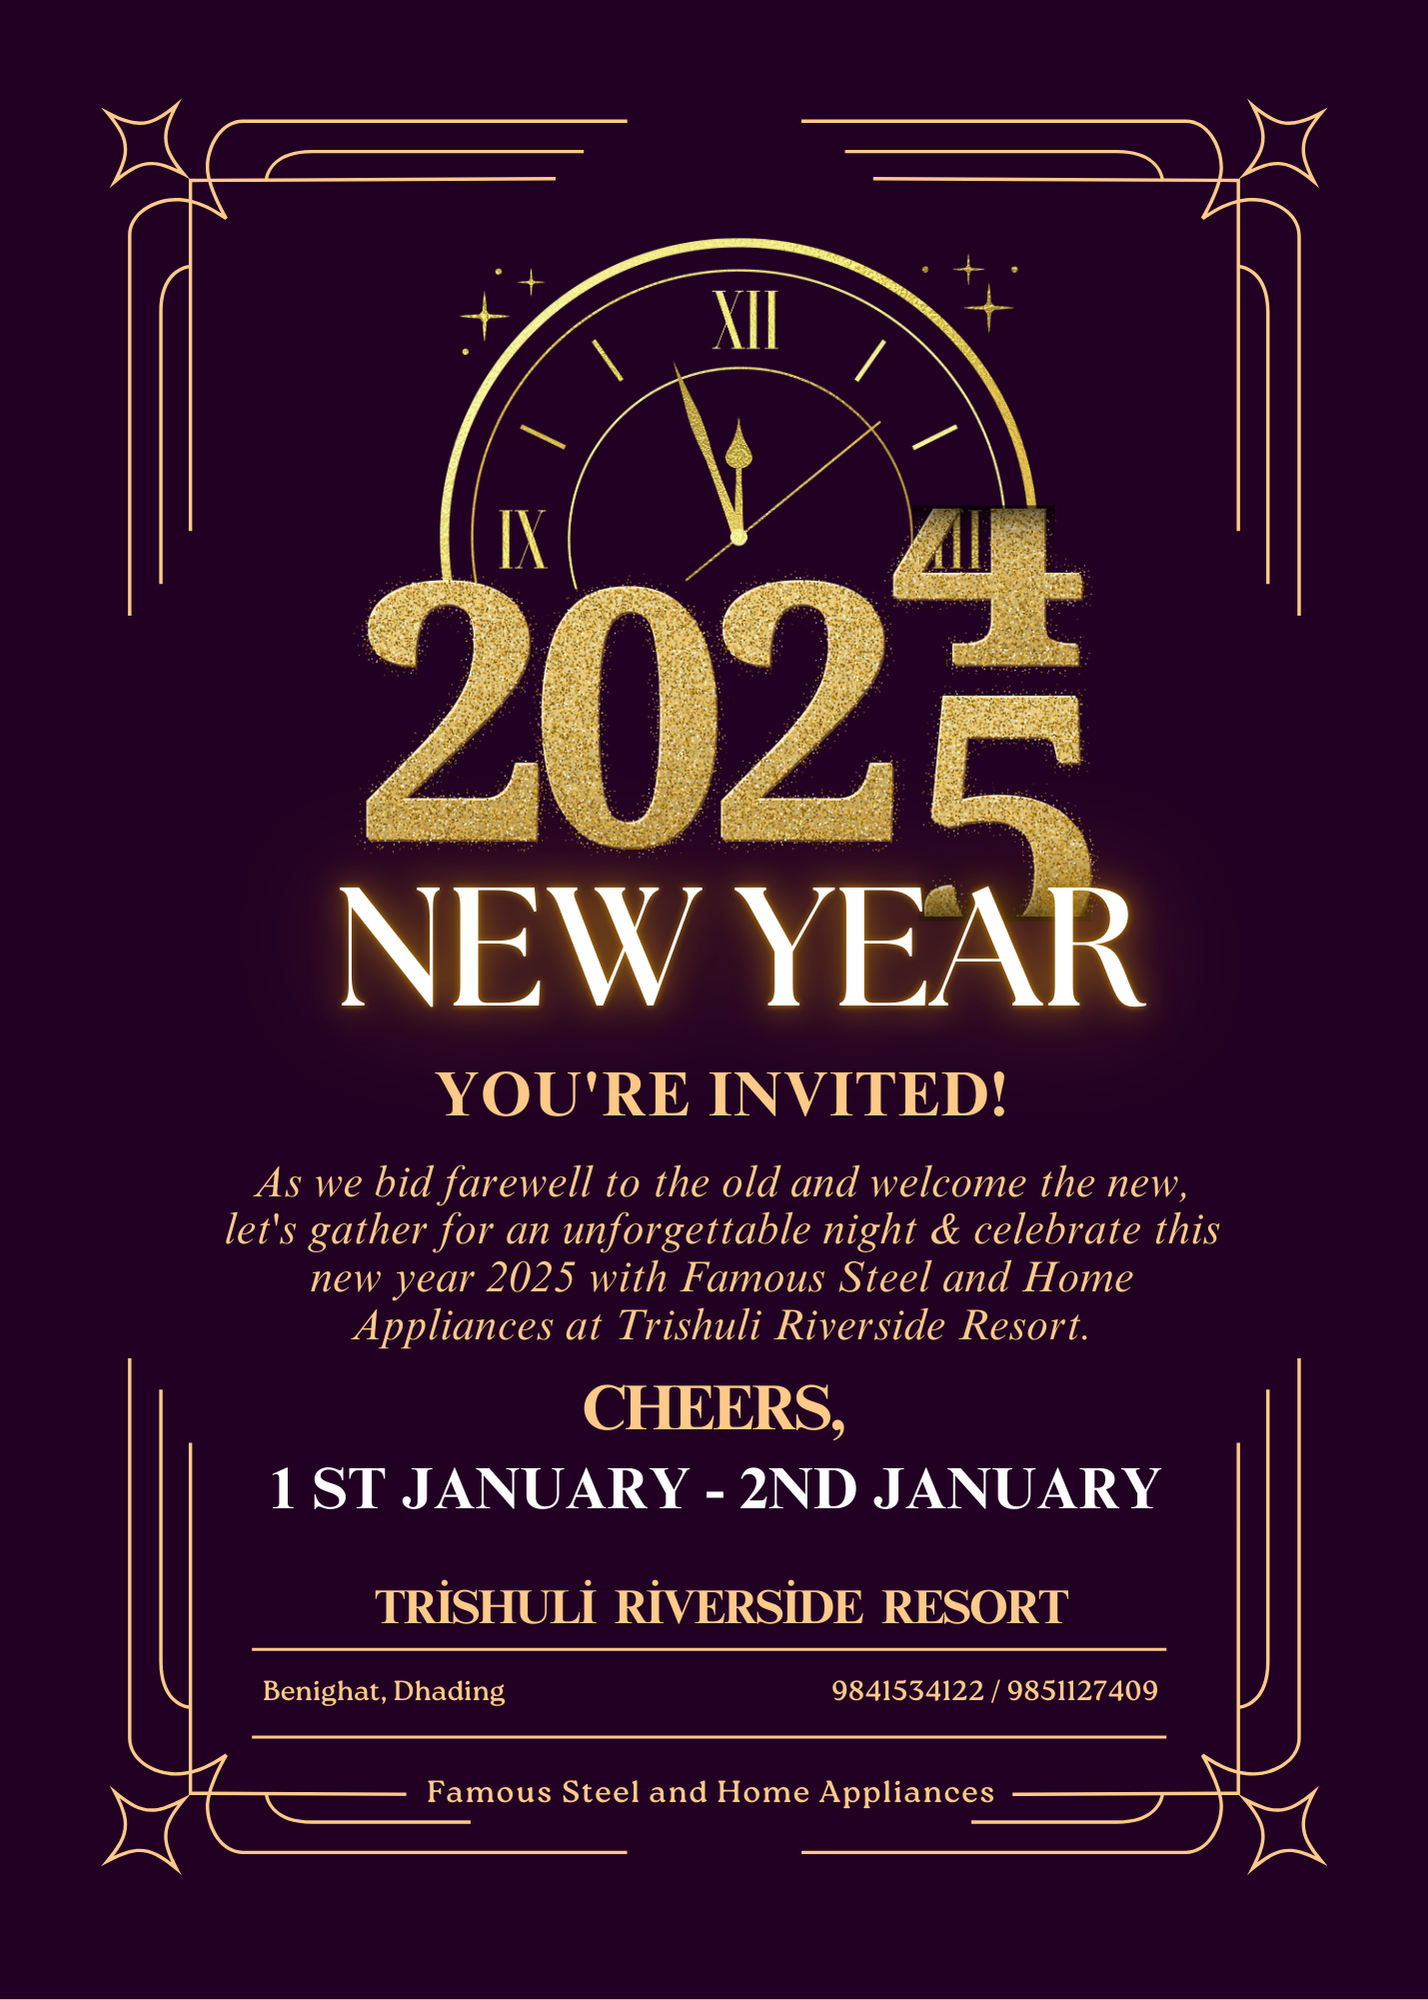 XII
IX
III
2024
5
NEW YEAR
YOU'RE INVITED!
As we bid farewell to the old and welcome the new,
let's gather for an unforgettable night & celebrate this
new year 2025 with Famous Steel and Home
Appliances at Trishuli Riverside Resort.
CHEERS,
1 ST JANUARY - 2ND JANUARY
TRİSHULİ RİVERSİDE RESORT
Benighat, Dhading 9841534122 / 9851127409
Famous Steel and Home Appliances